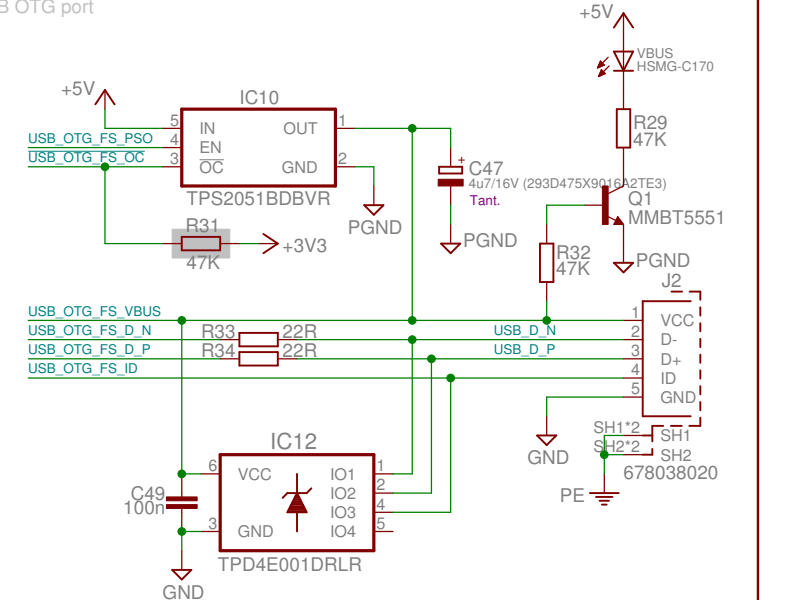 B OTG port
+5V
VBUS
HSMG-C170
+5V
IC10
R29
47K
USB_OTG_FS_PSO
USB_OTG_FS_OC
5 IN OUT 1
4 EN
3 OC GND 2
TPS2051BDBVR
+
C47
4u7/16V (293D475X9016A2TE3)
Tant.
Q1
MMBT5551
R31
47K
+3V3
PGND
PGND
R32
47K
PGND
J2
USB_OTG_FS_VBUS
USB_OTG_FS_D_N
USB_OTG_FS_D_P
USB_OTG_FS_ID
R33 22R
R34 22R
USB_D_N
USB_D_P
1 VCC
2 D-
3 D+
4 ID
5 GND
SH1*2 SH1
SH2*2 SH2
678038020
GND
PE
IC12
6 VCC IO1 1
IO2 2
IO3 4
3 GND IO4 5
TPD4E001DRLR
C49
100n
GND